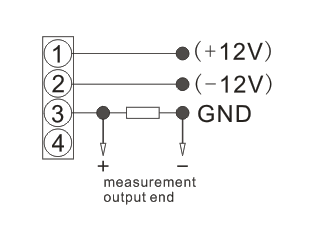 1 (+12V)
2 (-12V)
3 GND
4
+ -
measurement
output end